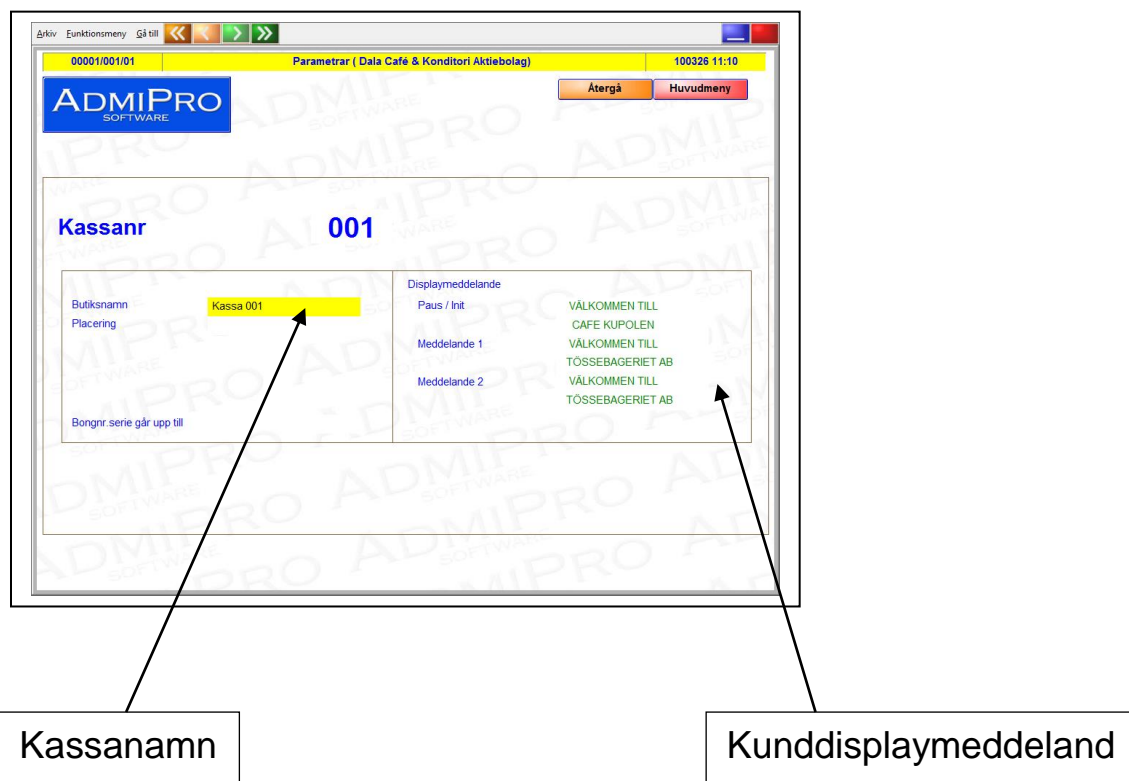 Arkiv Funktionsmeny Gå till
00001/001/01 Parametrar ( Dala Café & Konditori Aktiebolag) 100326 11:10
ADMIPRO
SOFTWARE
Återgå Huvudmeny
Kassanr 001
Displaymeddelande
Butiksnamn Kassa 001 Paus / Init VÄLKOMMEN TILL
Placering CAFE KUPOLEN
Meddelande 1 VÄLKOMMEN TILL
TÖSSEBAGERIET AB
Meddelande 2 VÄLKOMMEN TILL
TÖSSEBAGERIET AB
Bongnr.serie går upp till
Kassanamn
Kunddisplaymeddeland